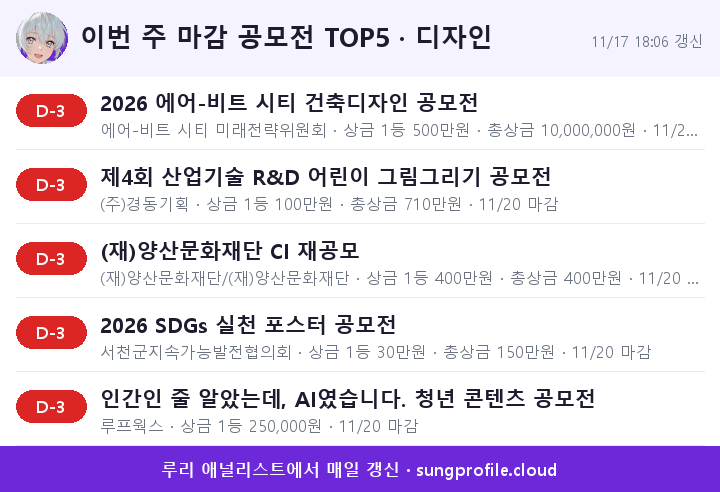 이번 주 마감 공모전 TOP5 · 디자인
11/17 18:06 갱신
D-3
2026 에어-비트 시티 건축디자인 공모전
에어-비트 시티 미래전략위원회 · 상금 1등 500만원 · 총상금 10,000,000원 · 11/2...
D-3
제4회 산업기술 R&D 어린이 그림그리기 공모전
(주)경동기획 · 상금 1등 100만원 · 총상금 710만원 · 11/20 마감
D-3
(재)양산문화재단 CI 재공모
(재)양산문화재단/(재)양산문화재단 · 상금 1등 400만원 · 총상금 400만원 · 11/20 ...
D-3
2026 SDGs 실천 포스터 공모전
서천군지속가능발전협의회 · 상금 1등 30만원 · 총상금 150만원 · 11/20 마감
D-3
인간인 줄 알았는데, AI였습니다. 청년 콘텐츠 공모전
루프웍스 · 상금 1등 250,000원 · 11/20 마감
루리 애널리스트에서 매일 갱신 · sungprofile.cloud